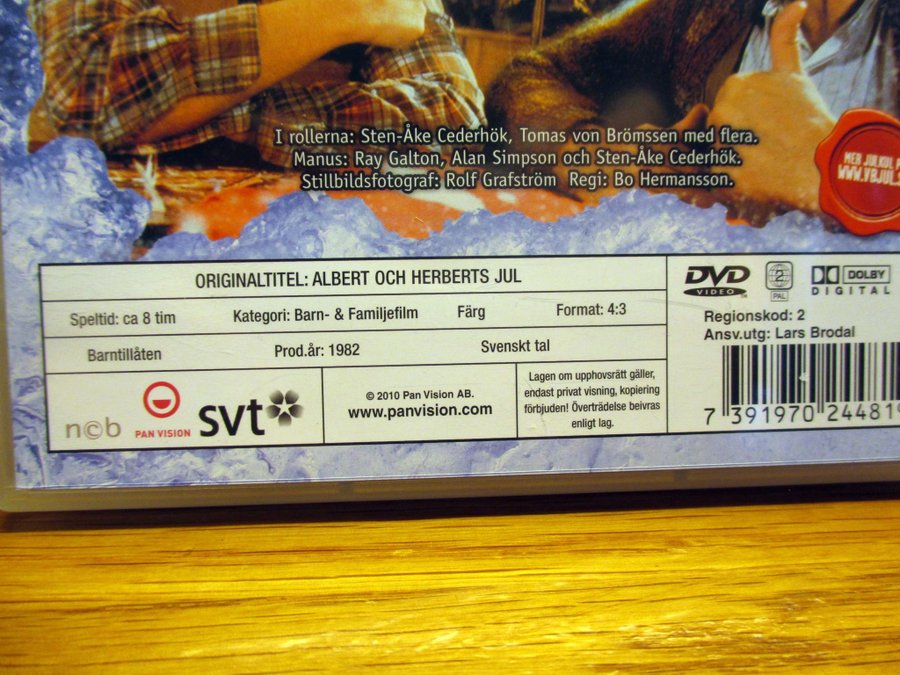 I rollerna: Sten-Åke Cederhök, Tomas von Brömssen med flera.
Manus: Ray Galton, Alan Simpson och Sten-Åke Cederhök.
Stillbildsfotograf: Rolf Grafström Regi: Bo Hermansson.
MER JULKUL
ORIGINALTITEL: ALBERT OCH HERBERTS JUL
Speltid: ca 8 tim Kategori: Barn- & Familjefilm Färg Format: 4:3
Barntillåten Prod.år: 1982 Svenskt tal
n©b
PAN VISION
svt
© 2010 Pan Vision AB.
www.panvision.com
Lagen om upphovsrätt gäller,
endast privat visning, kopiering
förbjuden! Överträdelse beivras
enligt lag.
DVD
VIDEO
TM
2
PAL
DOLBY
DIGITAL
Regionskod: 2
Ansv.utg: Lars Brodal
7 391970 24481